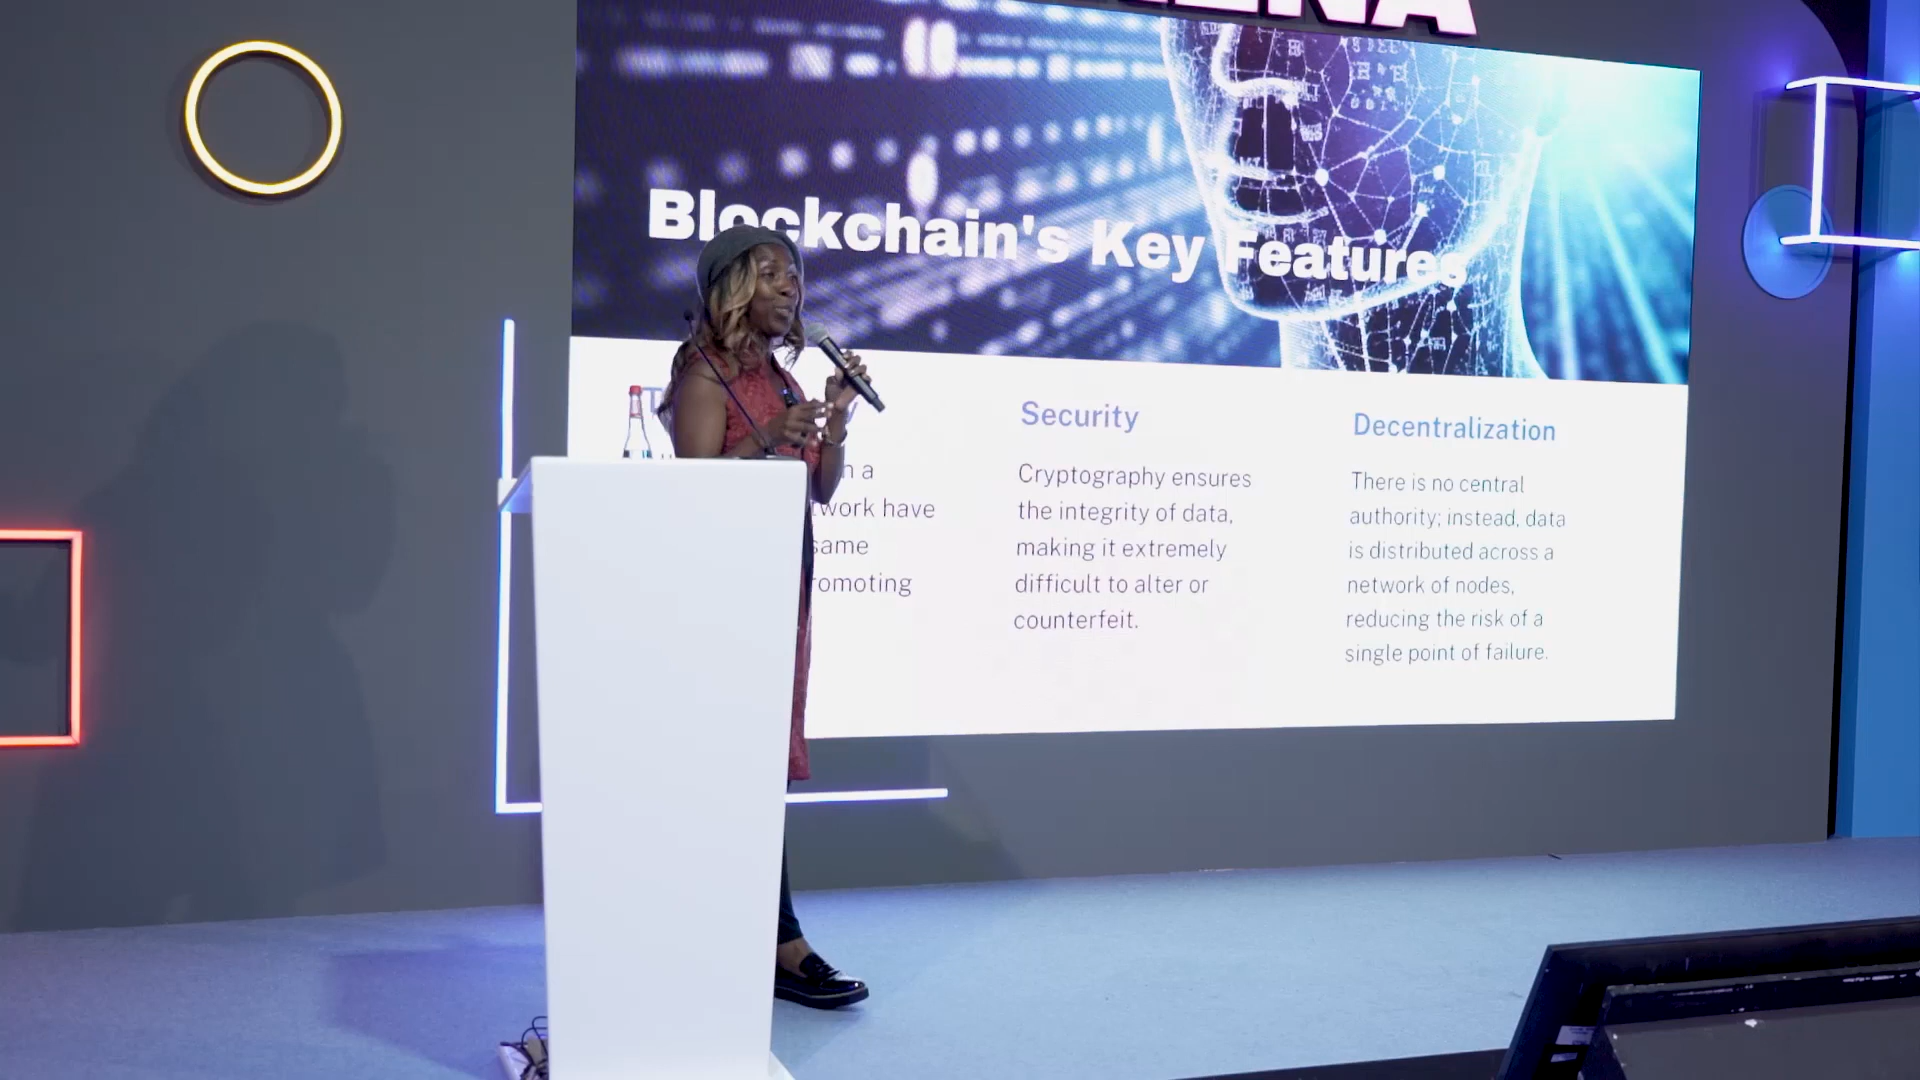 Blockchain's Key Features
a
have
same
Security
Cryptography ensures
the integrity of data,
making it extremely
difficult to alter or
counterfeit.
Decentralization
There is no central
authority; instead, data
is distributed across a
network of nodes,
reducing the risk of a
single point of failure.